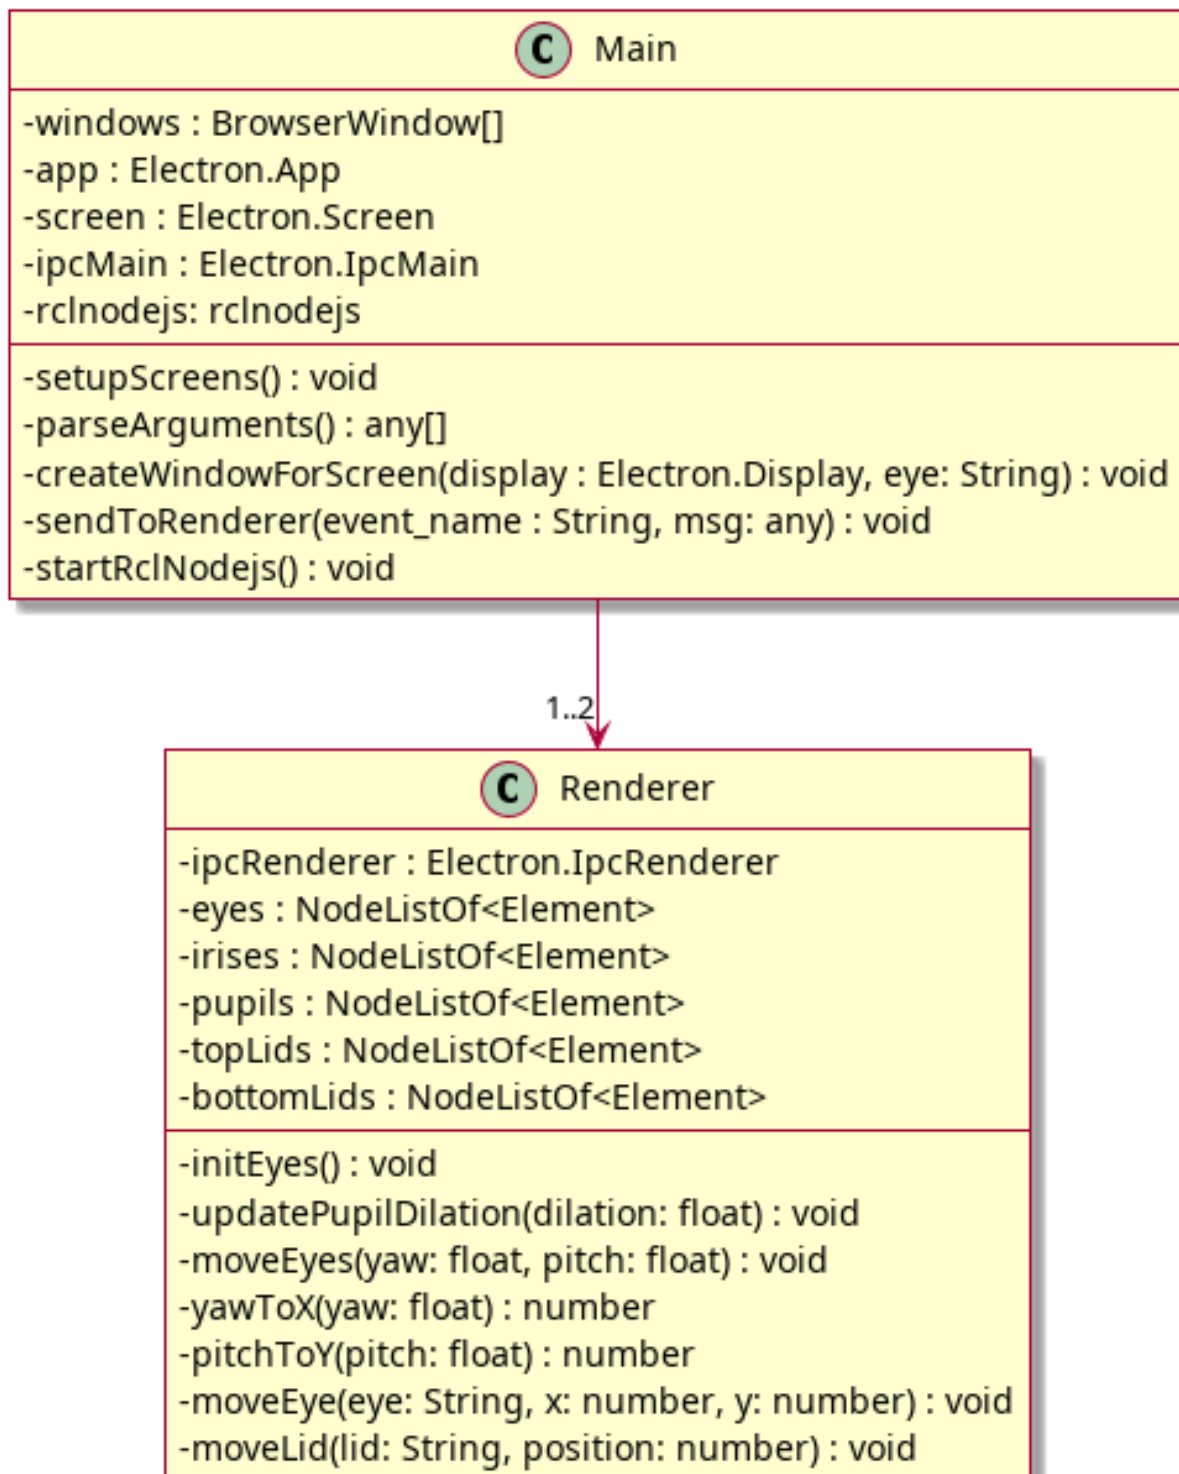 C Main
-windows : BrowserWindow[]
-app : Electron.App
-screen : Electron.Screen
-ipcMain : Electron.IpcMain
-rclnodejs: rclnodejs
-setupScreens() : void
-parseArguments() : any[]
-createWindowForScreen(display : Electron.Display, eye: String) : void
-sendToRenderer(event_name : String, msg: any) : void
-startRclNodejs() : void
1..2
C Renderer
-ipcRenderer : Electron.IpcRenderer
-eyes : NodeListOf<Element>
-irises : NodeListOf<Element>
-pupils : NodeListOf<Element>
-topLids : NodeListOf<Element>
-bottomLids : NodeListOf<Element>
-initEyes() : void
-updatePupilDilation(dilation: float) : void
-moveEyes(yaw: float, pitch: float) : void
-yawToX(yaw: float) : number
-pitchToY(pitch: float) : number
-moveEye(eye: String, x: number, y: number) : void
-moveLid(lid: String, position: number) : void